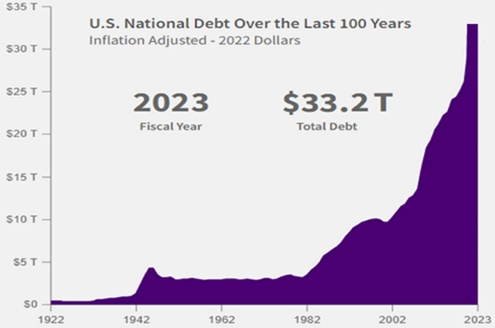 $35 T
U.S. National Debt Over the Last 100 Years
$30 T
Inflation Adjusted - 2022 Dollars
$25 T
2023
$33.2 T
Fiscal Year
Total Debt
$20 T
$15 T
$10 T
$5 T
$0
1922
1942
1962
1982
2002
2023